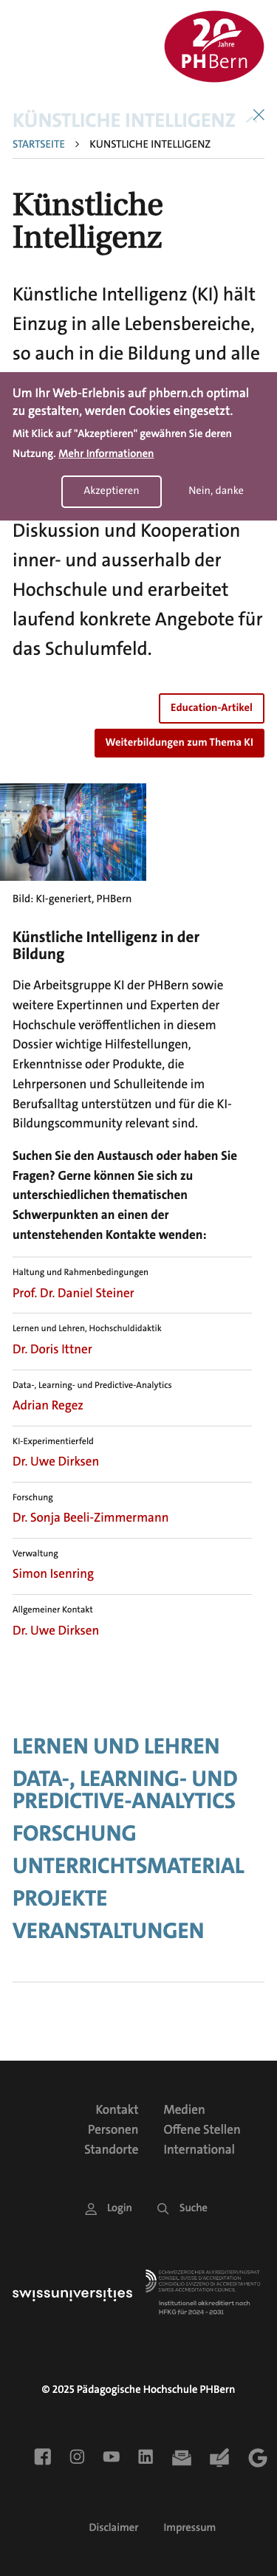 20
Jahre
PHBern
KÜNSTLICHE INTELLIGENZ
STARTSEITE > KÜNSTLICHE INTELLIGENZ
Künstliche
Intelligenz
Künstliche Intelligenz (KI) hält
Einzug in alle Lebensbereiche,
so auch in die Bildung und alle
Um Ihr Web-Erlebnis auf phbern.ch optimal
zu gestalten, werden Cookies eingesetzt.
Mit Klick auf "Akzeptieren" gewähren Sie deren
Nutzung. Mehr Informationen
Akzeptieren Nein, danke
Diskussion und Kooperation
inner- und ausserhalb der
Hochschule und erarbeitet
laufend konkrete Angebote für
das Schulumfeld.
Education-Artikel
Weiterbildungen zum Thema KI
Bild: KI-generiert, PHBern
Künstliche Intelligenz in der
Bildung
Die Arbeitsgruppe KI der PHBern sowie
weitere Expertinnen und Experten der
Hochschule veröffentlichen in diesem
Dossier wichtige Hilfestellungen,
Erkenntnisse oder Produkte, die
Lehrpersonen und Schulleitende im
Berufsalltag unterstützen und für die KI-
Bildungscommunity relevant sind.
Suchen Sie den Austausch oder haben Sie
Fragen? Gerne können Sie sich zu
unterschiedlichen thematischen
Schwerpunkten an einen der
untenstehenden Kontakte wenden:
Haltung und Rahmenbedingungen
Prof. Dr. Daniel Steiner
Lernen und Lehren, Hochschuldidaktik
Dr. Doris Ittner
Data-, Learning- und Predictive-Analytics
Adrian Regez
KI-Experimentierfeld
Dr. Uwe Dirksen
Forschung
Dr. Sonja Beeli-Zimmermann
Verwaltung
Simon Isenring
Allgemeiner Kontakt
Dr. Uwe Dirksen
LERNEN UND LEHREN
DATA-, LEARNING- UND
PREDICTIVE-ANALYTICS
FORSCHUNG
UNTERRICHTSMATERIAL
PROJEKTE
VERANSTALTUNGEN
Kontakt Medien
Personen Offene Stellen
Standorte International
Login Suche
swissuniversities
SCHWEIZERISCHER AKKREDITIERUNGSRAT
CONSEIL SUISSE D'ACCREDITATION
CONSIGLIO SVIZZERO DI ACCREDITAMENTO
SWISS ACCREDITATION COUNCIL
Institutionell akkreditiert nach
HFKG für 2024 - 2031
© 2025 Pädagogische Hochschule PHBern
Disclaimer Impressum